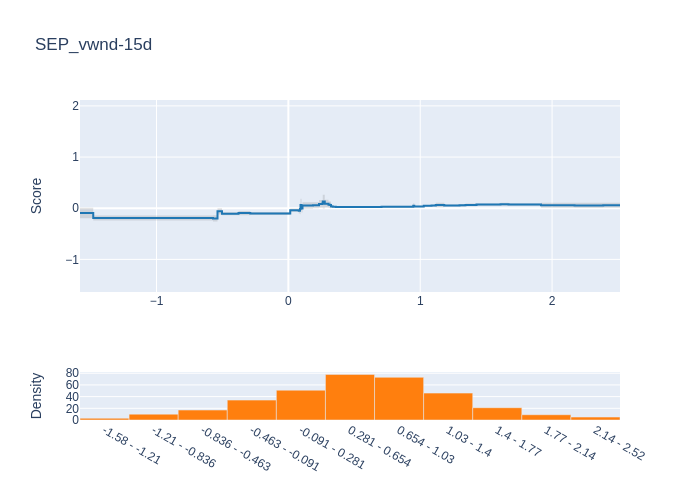 SEP_vwnd-15d
Score
2
1
0
−1
−1
0
1
2
Density
80
60
40
20
0
-1.58 - -1.21
-1.21 - -0.836
-0.836 - -0.463
-0.463 - -0.091
-0.091 - 0.281
0.281 - 0.654
0.654 - 1.03
1.03 - 1.4
1.4 - 1.77
1.77 - 2.14
2.14 - 2.52